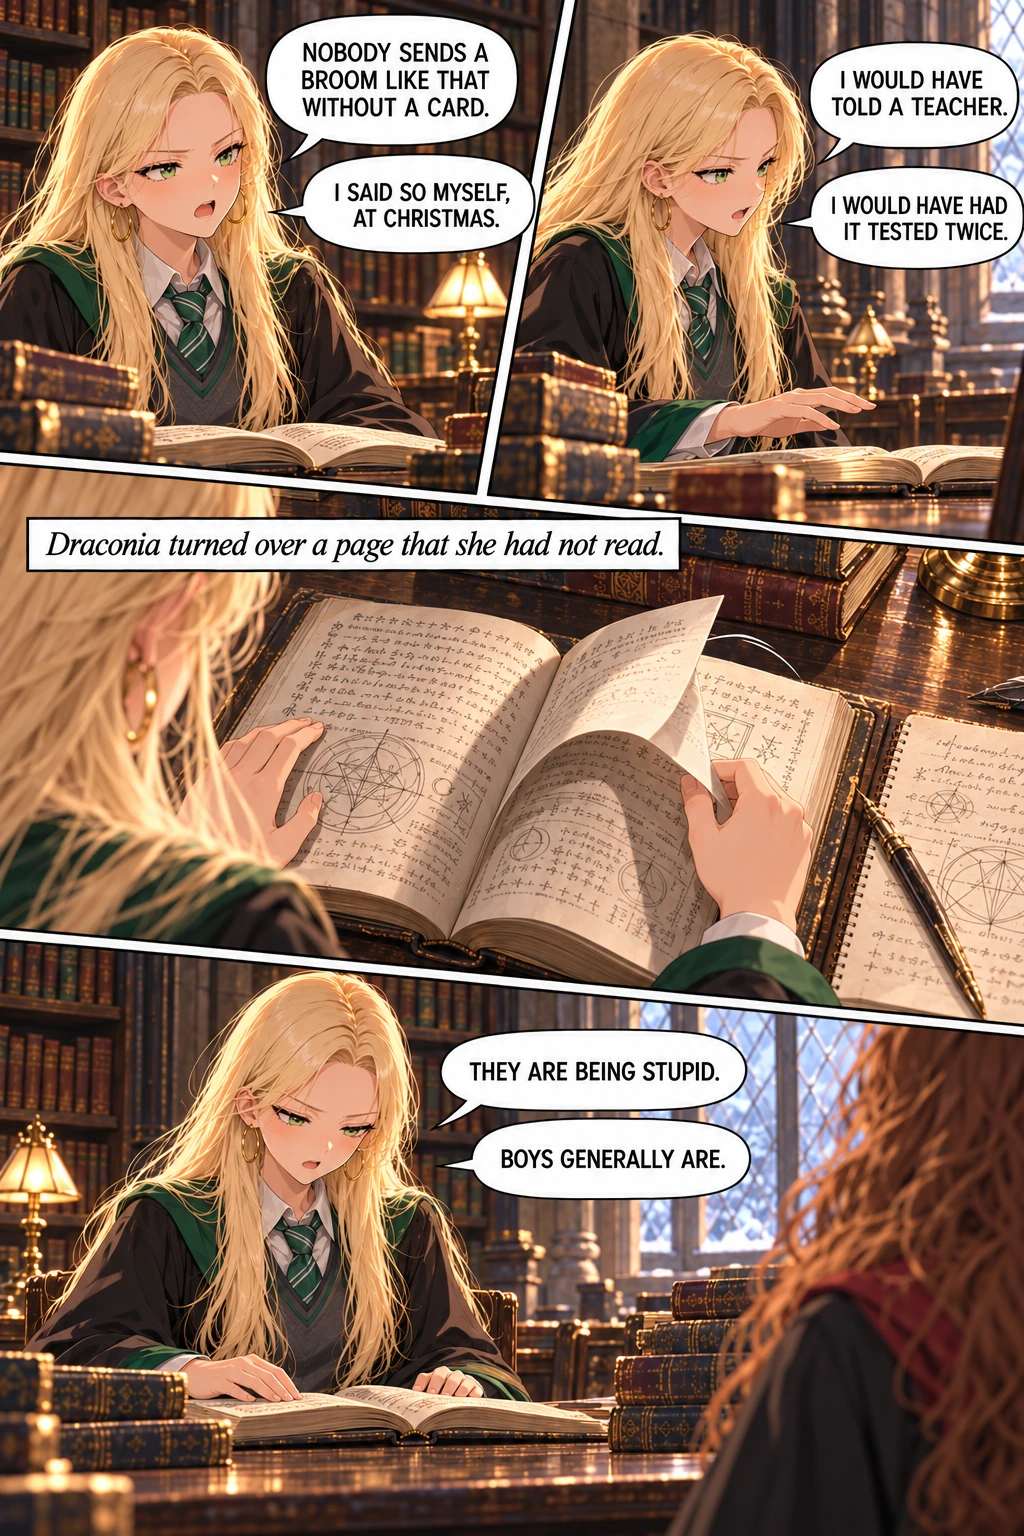 NOBODY SENDS A
BROOM LIKE THAT
WITHOUT A CARD.
I SAID SO MYSELF,
AT CHRISTMAS.
I WOULD HAVE
TOLD A TEACHER.
I WOULD HAVE HAD
IT TESTED TWICE.
Draconia turned over a page that she had not read.
THEY ARE BEING STUPID.
BOYS GENERALLY ARE.